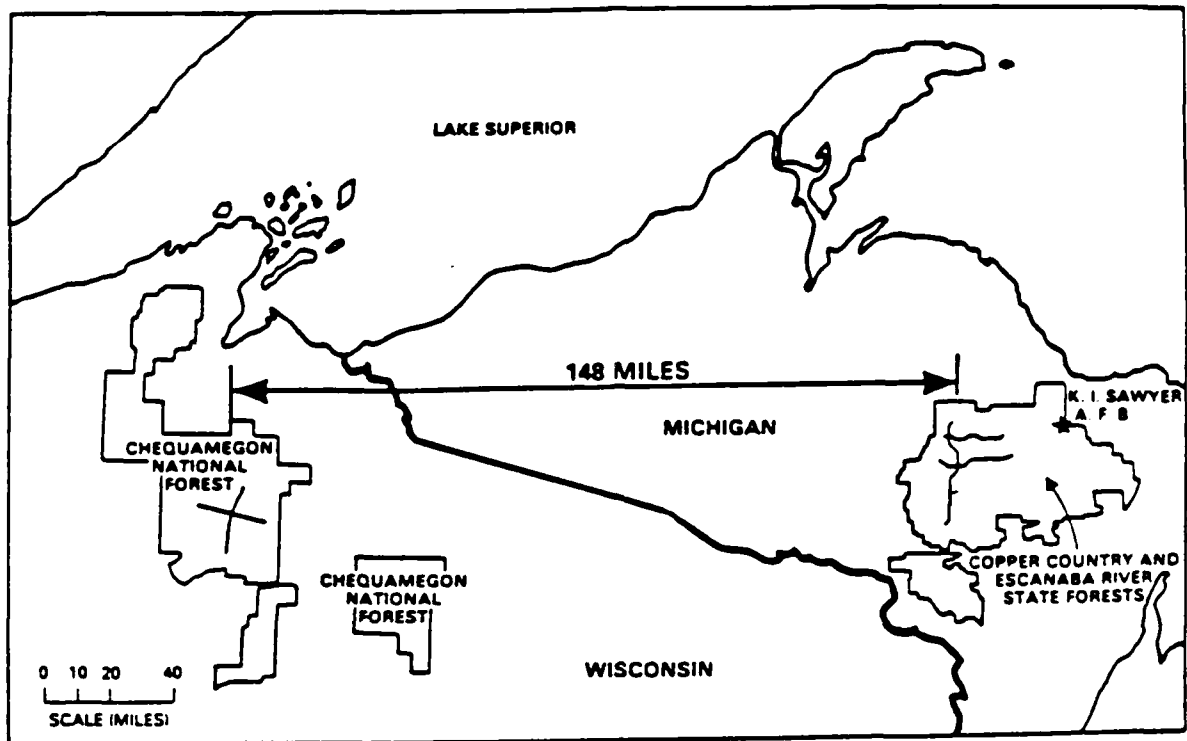 LAKE SUPERIOR
148 MILES
K. I. SAWYER
A F B
MICHIGAN
CHEQUAMEGON
NATIONAL
FOREST
COPPER COUNTRY AND
ESCANABA RIVER
STATE FORESTS
CHEQUAMEGON
NATIONAL
FOREST
WISCONSIN
0 10 20 40
SCALE (MILES)